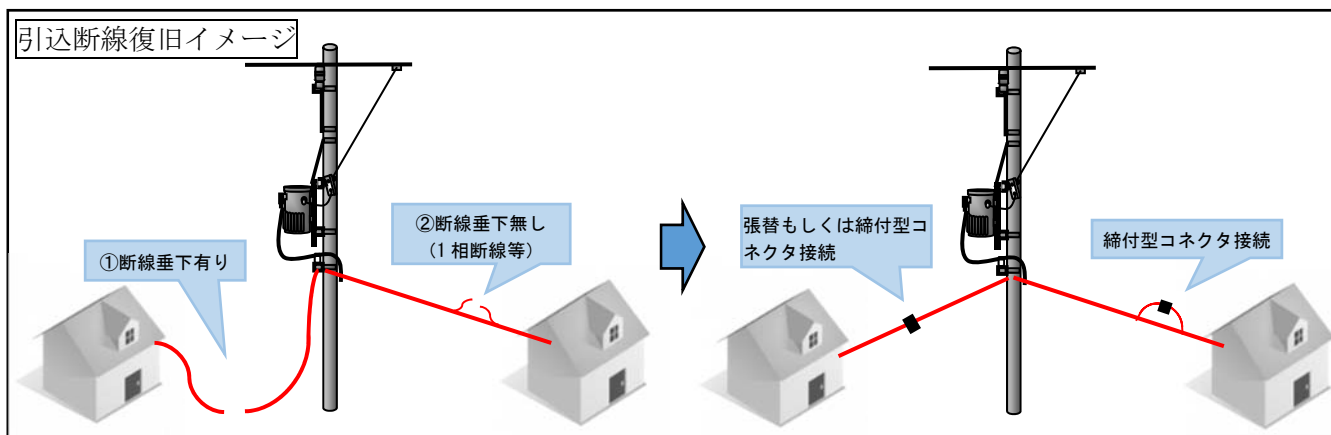 引込断線復旧イメージ
①断線垂下有り
②断線垂下無し
(1相断線等)
張替もしくは締付型コ
ネクタ接続
締付型コネクタ接続